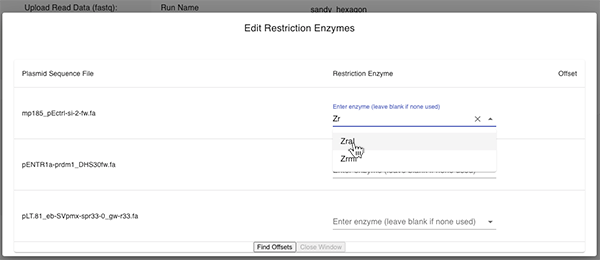 Upload Read Data (fastq): Run Name sandy_hexagon
Edit Restriction Enzymes
Plasmid Sequence File Restriction Enzyme Offset
Enter enzyme (leave blank if none used)
mp185_pEctrl-si-2-fw.fa Zr
ZraI
pENTR1a-prdm1_DHS30fw.fa
Enter enzyme (leave blank if none used)
pLT.81_eb-SVpmx-spr33-0_gw-r33.fa Enter enzyme (leave blank if none used)
Find Offsets Close Window